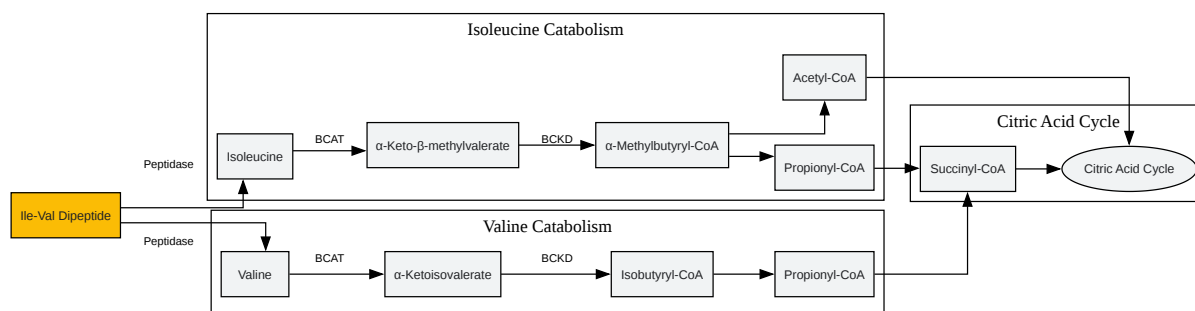 Isoleucine Catabolism
Acetyl-CoA
Citric Acid Cycle
Isoleucine
BCAT
α-Keto-β-methylvalerate
BCKD
α-Methylbutyryl-CoA
Propionyl-CoA
Succinyl-CoA
Citric Acid Cycle
Peptidase
Ile-Val Dipeptide
Peptidase
Valine Catabolism
Valine
BCAT
α-Ketoisovalerate
BCKD
Isobutyryl-CoA
Propionyl-CoA